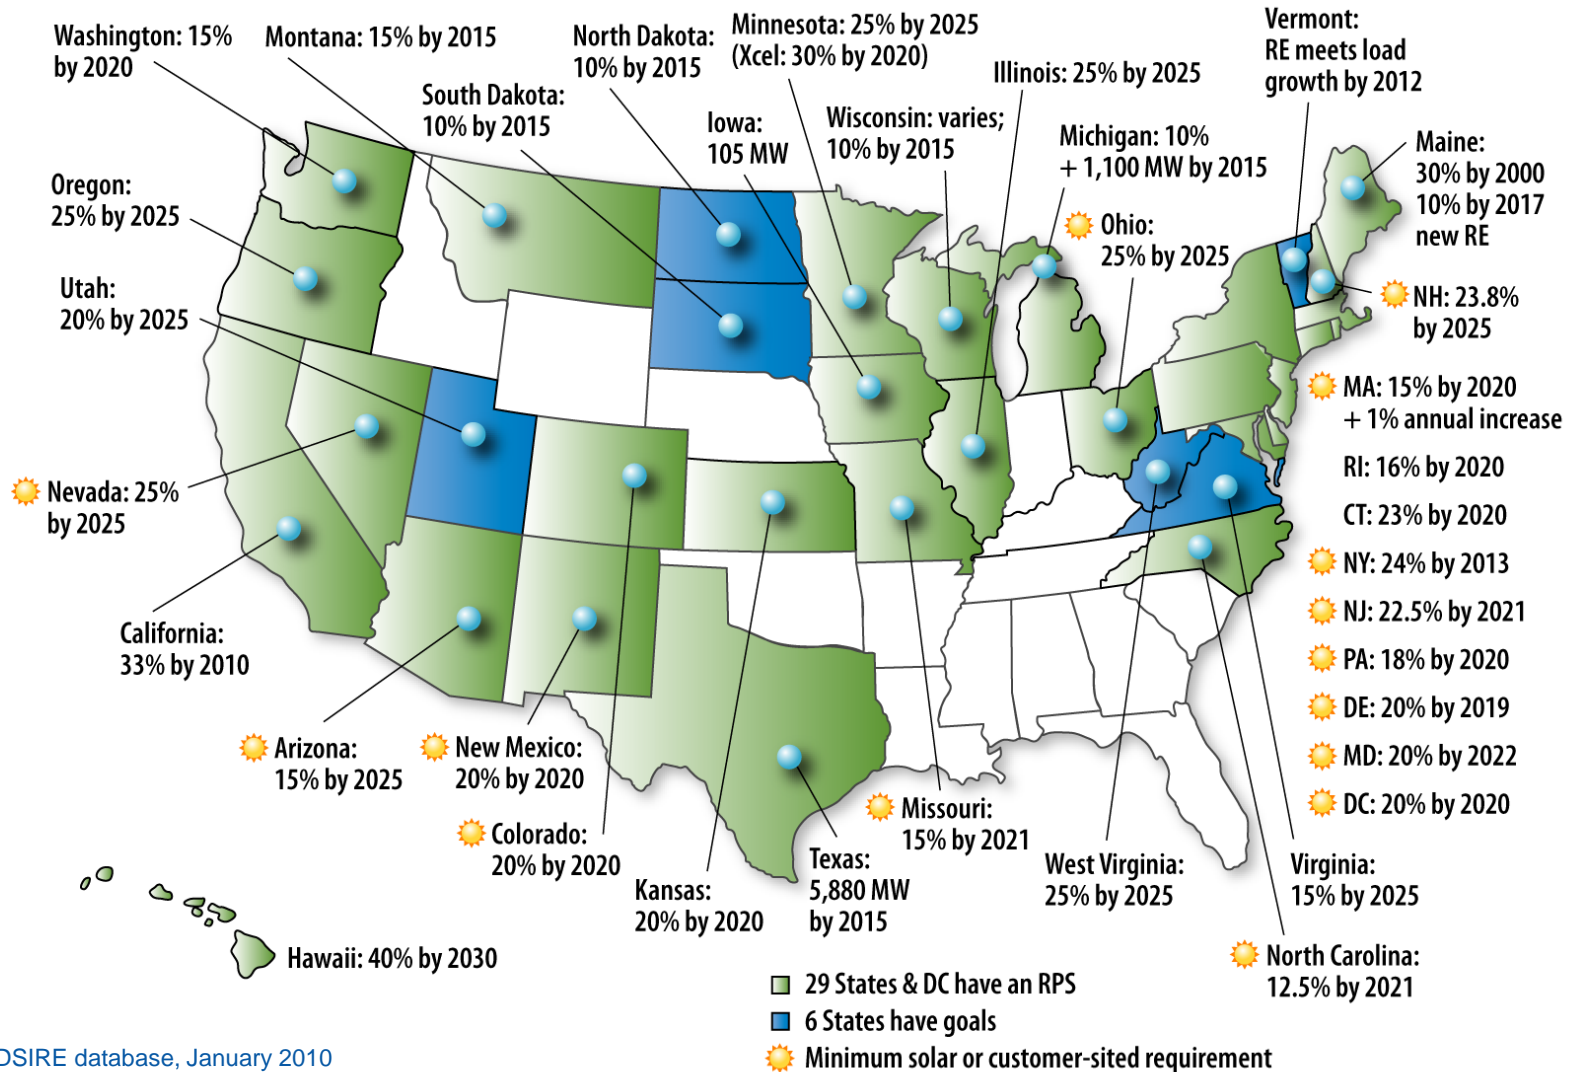 Washington: 15%
by 2020
Montana: 15% by 2015
North Dakota:
10% by 2015
Minnesota: 25% by 2025
(Xcel: 30% by 2020)
Vermont:
RE meets load
growth by 2012
South Dakota:
10% by 2015
Iowa:
105 MW
Wisconsin: varies;
10% by 2015
Illinois: 25% by 2025
Michigan: 10%
+ 1,100 MW by 2015
Maine:
30% by 2000
10% by 2017
new RE
Oregon:
25% by 2025
Ohio:
25% by 2025
Utah:
20% by 2025
NH: 23.8%
by 2025
MA: 15% by 2020
+ 1% annual increase
RI: 16% by 2020
CT: 23% by 2020
NY: 24% by 2013
NJ: 22.5% by 2021
PA: 18% by 2020
DE: 20% by 2019
MD: 20% by 2022
DC: 20% by 2020
Nevada: 25%
by 2025
California:
33% by 2010
Arizona:
15% by 2025
New Mexico:
20% by 2020
Colorado:
20% by 2020
Kansas:
20% by 2020
Texas:
5,880 MW
by 2015
Missouri:
15% by 2021
West Virginia:
25% by 2025
Virginia:
15% by 2025
North Carolina:
12.5% by 2021
Hawaii: 40% by 2030
29 States & DC have an RPS
6 States have goals
Minimum solar or customer-sited requirement
DSIRE database, January 2010